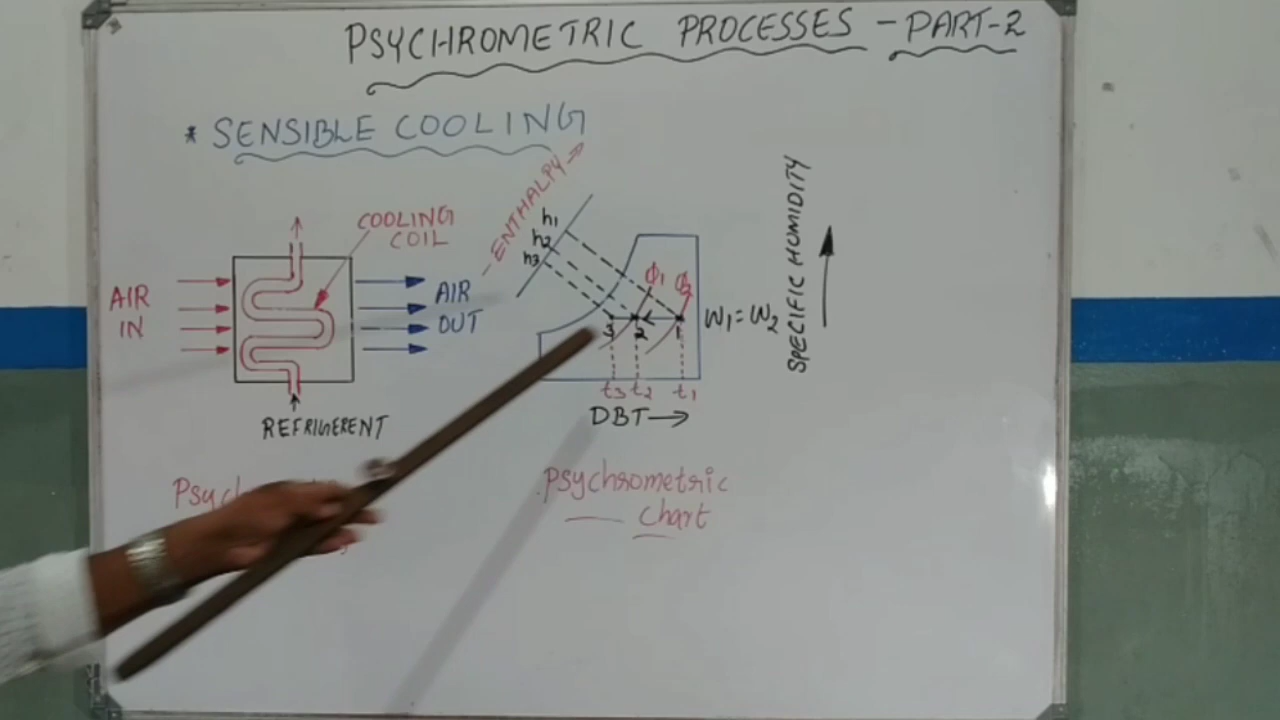 PSYCHROMETRIC PROCESSES - PART-2
* SENSIBLE COOLING
COOLING
COIL
AIR
IN
AIR
OUT
REFRIGERENT
ENTHALPY →
h1
h2
h3
ϕ1
3
2
1
W1 = W2
t3
t2
t1
DBT →
SPECIFIC HUMIDITY
Psychrometric
Chart